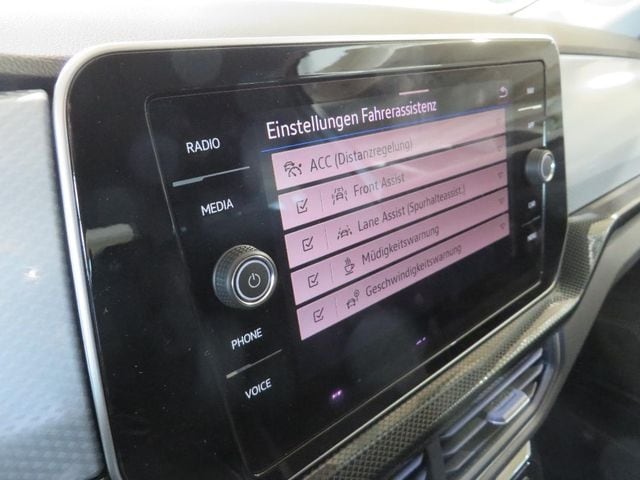 Einstellungen Fahrerassistenz
RADIO
MEDIA
PHONE
VOICE
ACC (Distanzregelung)
Front Assist
Lane Assist (Spurhalteassist.)
Müdigkeitswarnung
Geschwindigkeitswarnung